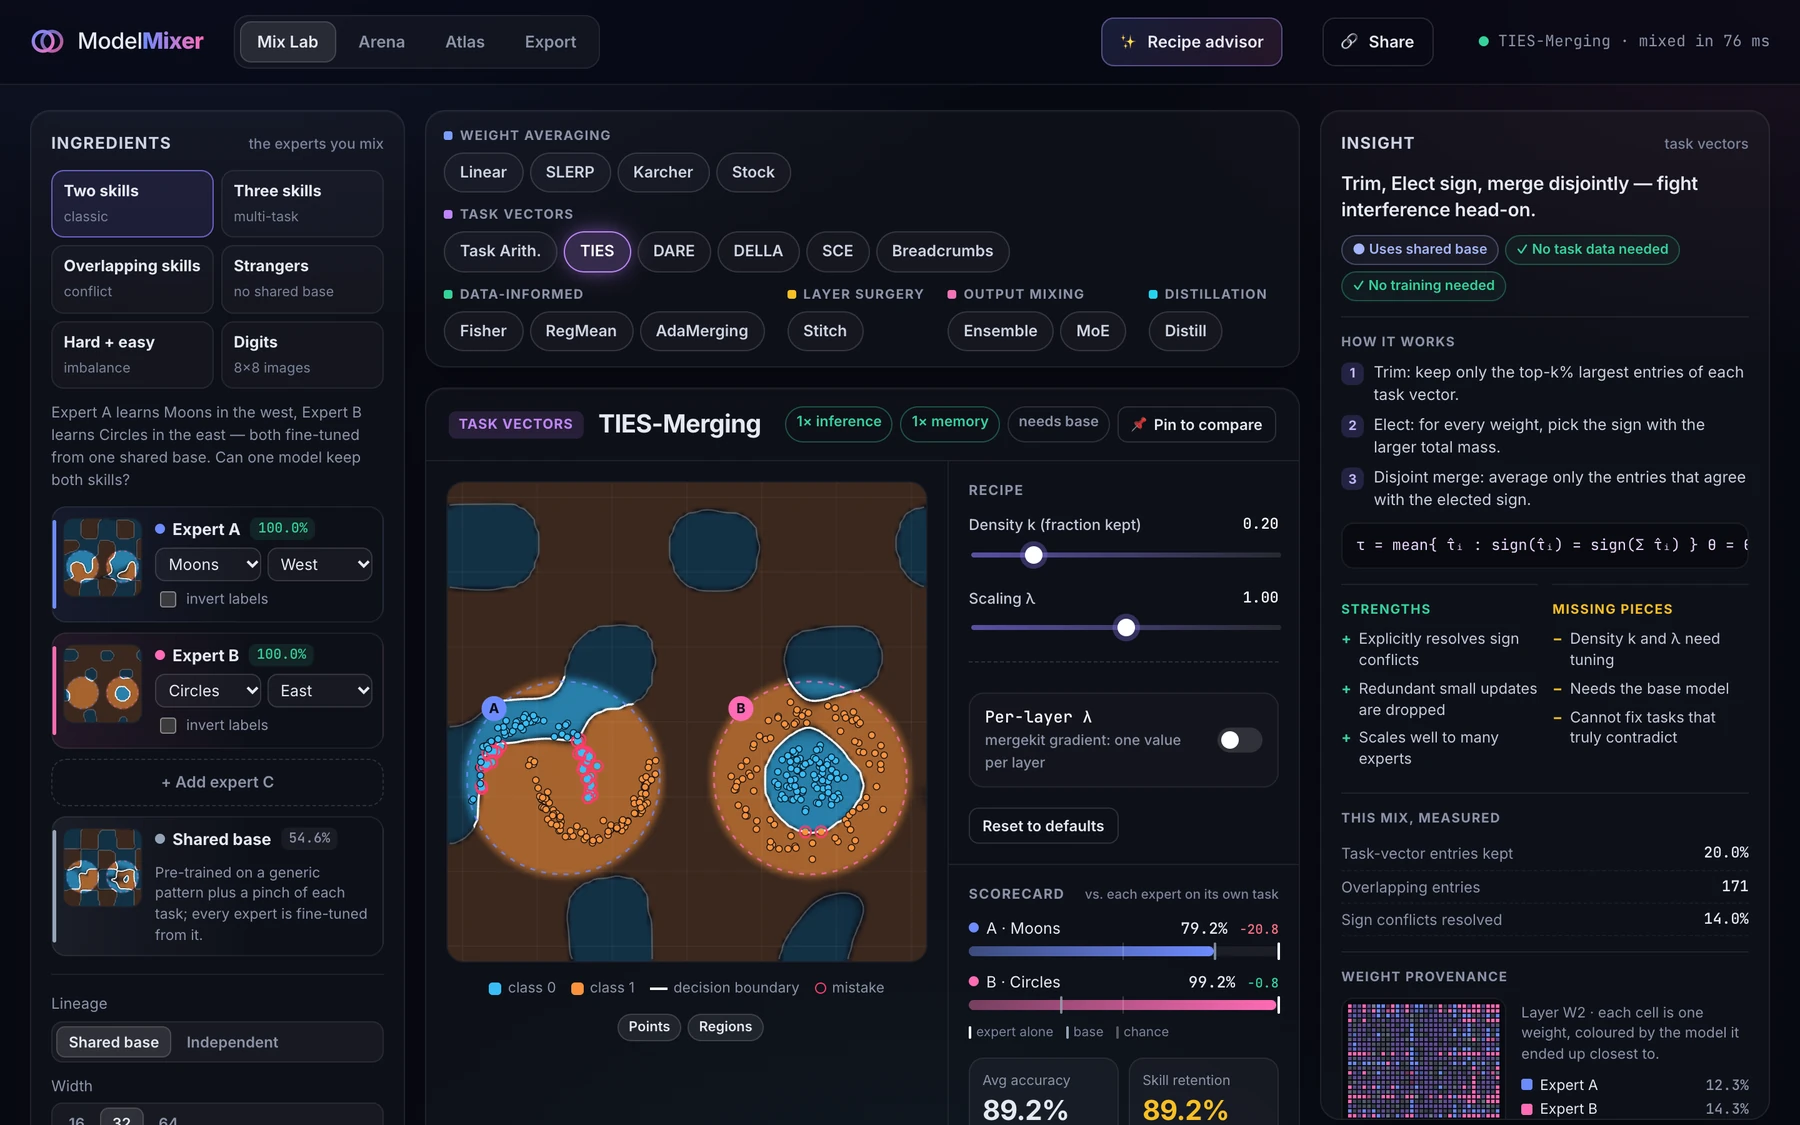 ModelMixer
Mix Lab
Arena
Atlas
Export
✨ Recipe advisor
🔗 Share
TIES-Merging · mixed in 76 ms
INGREDIENTS
the experts you mix
Two skills
classic
Three skills
multi-task
Overlapping skills
conflict
Strangers
no shared base
Hard + easy
imbalance
Digits
8×8 images
Expert A learns Moons in the west, Expert B
learns Circles in the east — both fine-tuned
from one shared base. Can one model keep
both skills?
Expert A 100.0%
Moons
West
invert labels
Expert B 100.0%
Circles
East
invert labels
+ Add expert C
Shared base 54.6%
Pre-trained on a generic
pattern plus a pinch of each
task; every expert is fine-tuned
from it.
Lineage
Shared base
Independent
Width
16 32 64
WEIGHT AVERAGING
Linear
SLERP
Karcher
Stock
TASK VECTORS
Task Arith.
TIES
DARE
DELLA
SCE
Breadcrumbs
DATA-INFORMED
Fisher
RegMean
AdaMerging
LAYER SURGERY
Stitch
OUTPUT MIXING
Ensemble
MoE
DISTILLATION
Distill
TASK VECTORS
TIES-Merging
1× inference
1× memory
needs base
📌 Pin to compare
A
B
class 0
class 1
decision boundary
mistake
Points
Regions
RECIPE
Density k (fraction kept) 0.20
Scaling λ 1.00
Per-layer λ
mergekit gradient: one value
per layer
Reset to defaults
SCORECARD
vs. each expert on its own task
A · Moons 79.2% -20.8
B · Circles 99.2% -0.8
expert alone
base
chance
Avg accuracy
89.2%
Skill retention
89.2%
INSIGHT
task vectors
Trim, Elect sign, merge disjointly — fight
interference head-on.
Uses shared base
✓ No task data needed
✓ No training needed
HOW IT WORKS
1 Trim: keep only the top-k% largest entries of each
task vector.
2 Elect: for every weight, pick the sign with the
larger total mass.
3 Disjoint merge: average only the entries that agree
with the elected sign.
τ = mean{ τ̂ᵢ : sign(τ̂ᵢ) = sign(Σ τ̂ᵢ) } θ =
STRENGTHS
+ Explicitly resolves sign
conflicts
+ Redundant small updates
are dropped
+ Scales well to many
experts
MISSING PIECES
– Density k and λ need
tuning
– Needs the base model
– Cannot fix tasks that
truly contradict
THIS MIX, MEASURED
Task-vector entries kept 20.0%
Overlapping entries 171
Sign conflicts resolved 14.0%
WEIGHT PROVENANCE
Layer W2 · each cell is one
weight, coloured by the model it
ended up closest to.
Expert A 12.3%
Expert B 14.3%